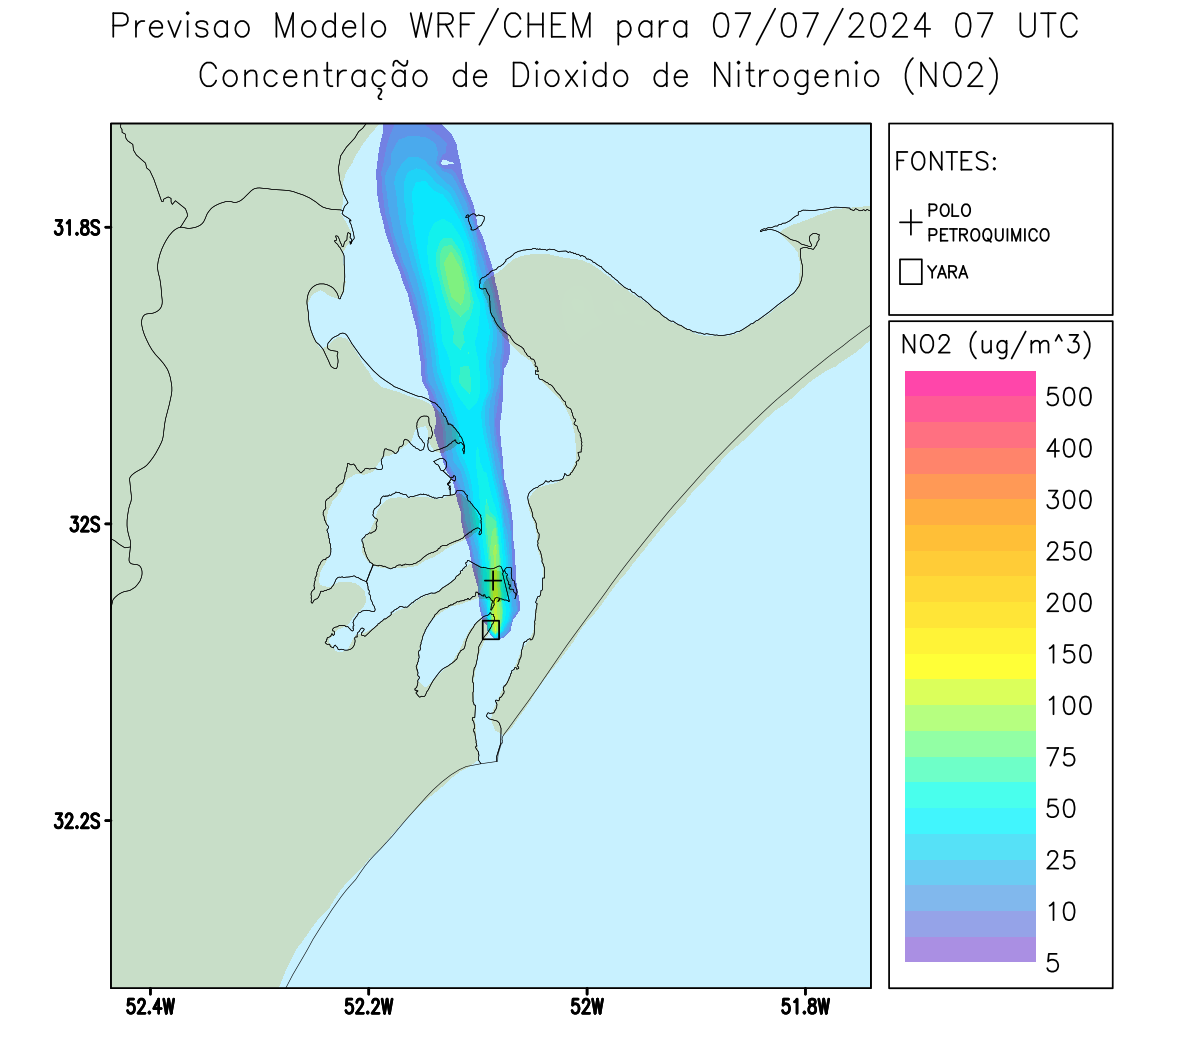 Previsao Modelo WRF/CHEM para 07/07/2024 07 UTC
Concentração de Dioxido de Nitrogenio (NO2)
FONTES:
POLO
PETROQUIMICO
YARA
NO2 (ug/m^3)
500
400
300
250
200
150
100
75
50
25
10
5
31.8S
32S
32.2S
52.4W
52.2W
52W
51.8W